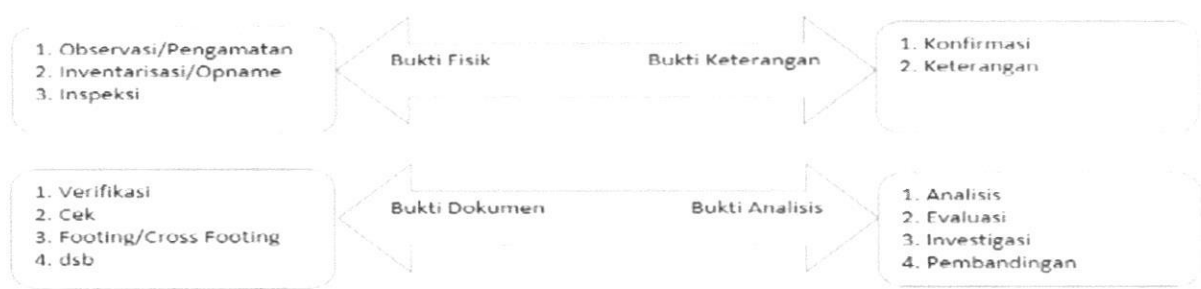 1. Observasi/Pengamatan
2. Inventarisasi/Opname
3. Inspeksi
Bukti Fisik
Bukti Keterangan
1. Konfirmasi
2. Keterangan
1. Verifikasi
2. Cek
3. Footing/Cross Footing
4. dsb
Bukti Dokumen
Bukti Analisis
1. Analisis
2. Evaluasi
3. Investigasi
4. Pembandingan